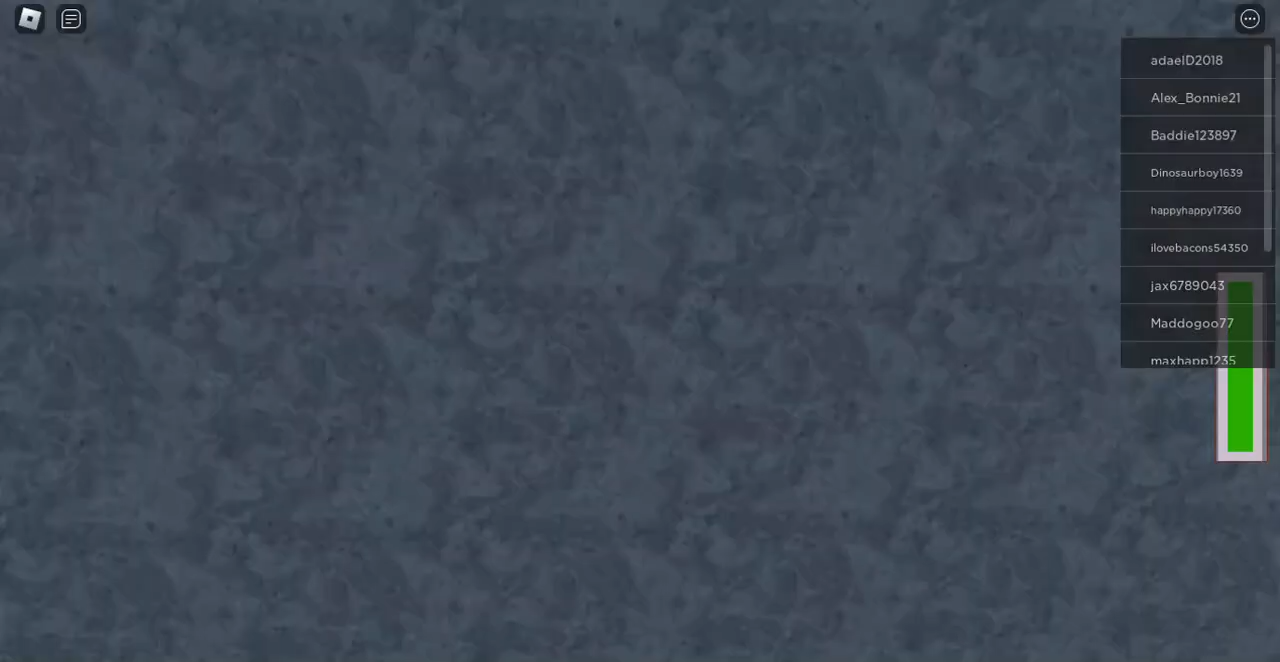 adaelD2018
Alex_Bonnie21
Baddie123897
Dinosaurboy1639
happyhappy17360
ilovebacons54350
jax6789043
Maddogoo77
maxhapp1235